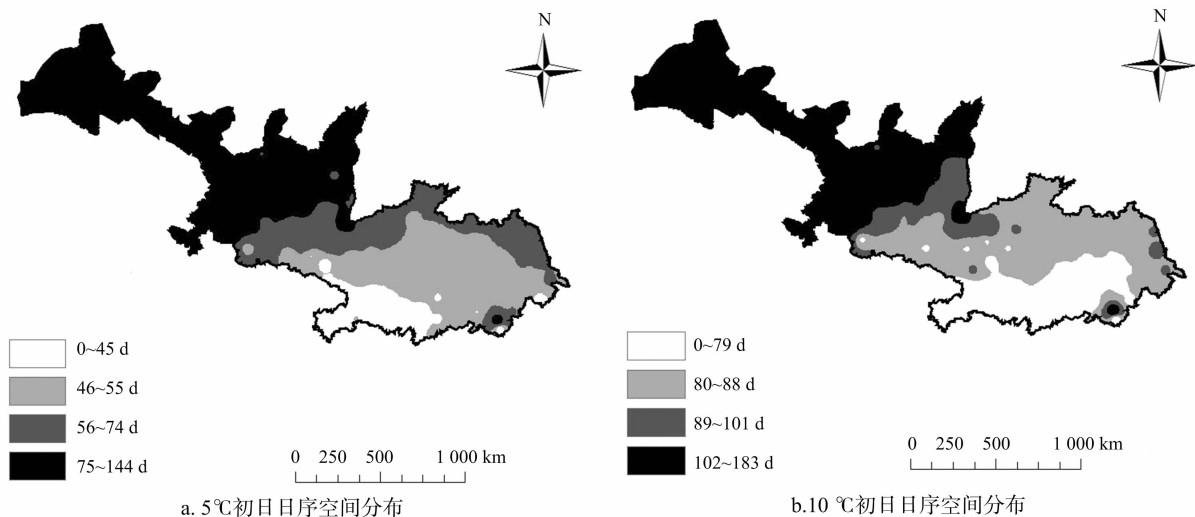 N
0~45 d
46~55 d
56~74 d
75~144 d
0 250 500 1 000 km
a. 5℃初日日序空间分布
N
0~79 d
80~88 d
89~101 d
102~183 d
0 250 500 1 000 km
b.10 ℃初日日序空间分布